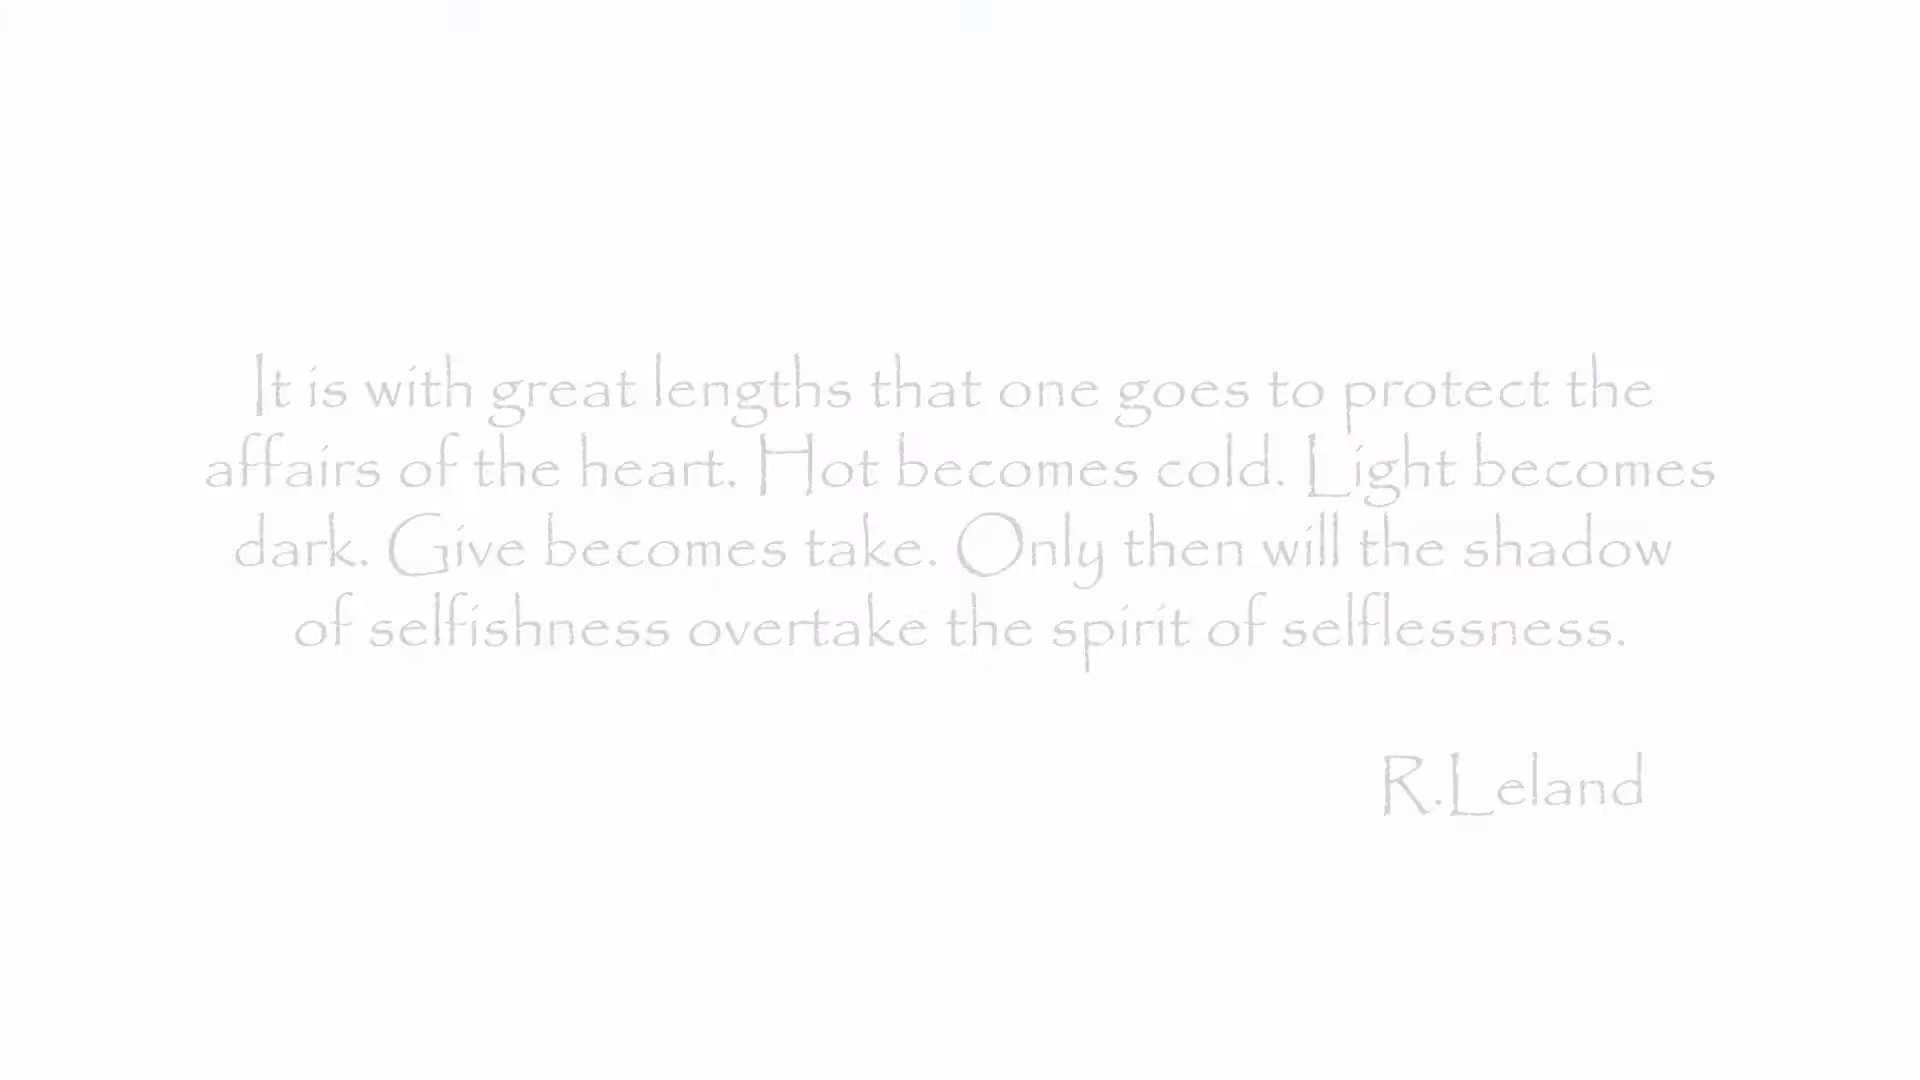 It is with great lengths that one goes to protect the
affairs of the heart. Hot becomes cold. Light becomes
dark. Give becomes take. Only then will the shadow
of selfishness overtake the spirit of selflessness.
R.Leland